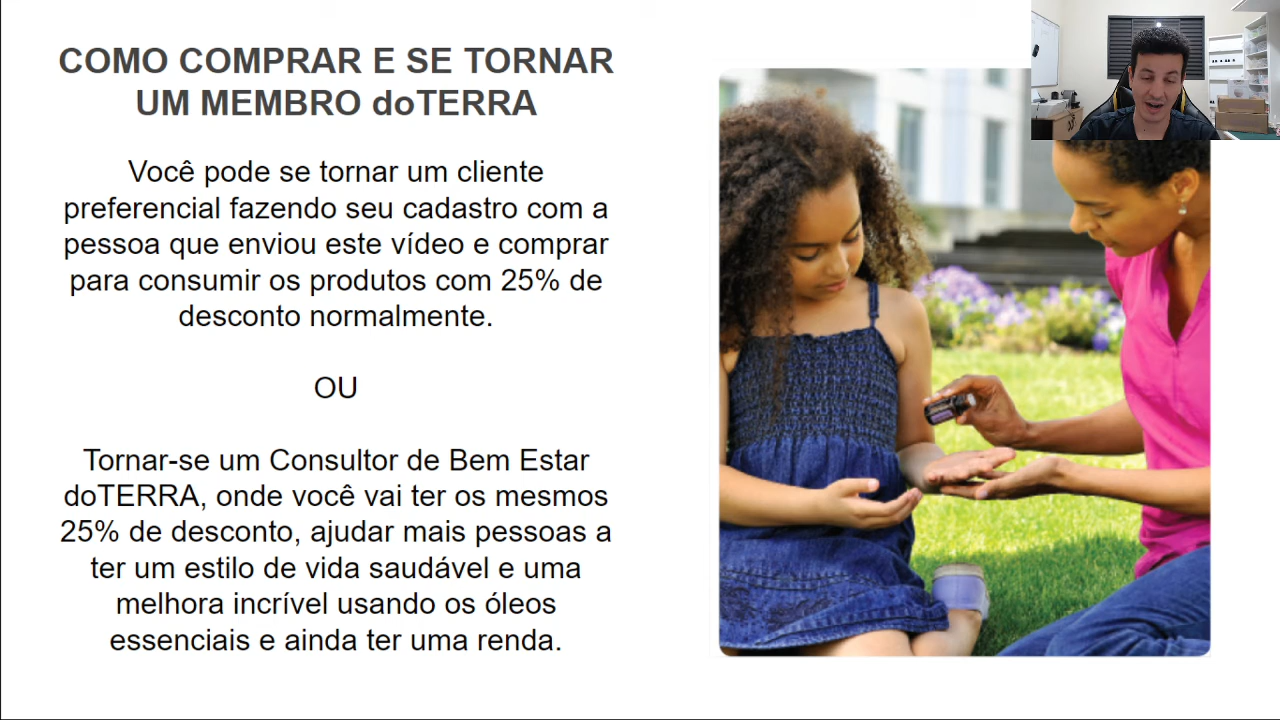 COMO COMPRAR E SE TORNAR
UM MEMBRO doTERRA
Você pode se tornar um cliente
preferencial fazendo seu cadastro com a
pessoa que enviou este vídeo e comprar
para consumir os produtos com 25% de
desconto normalmente.
OU
Tornar-se um Consultor de Bem Estar
doTERRA, onde você vai ter os mesmos
25% de desconto, ajudar mais pessoas a
ter um estilo de vida saudável e uma
melhora incrível usando os óleos
essenciais e ainda ter uma renda.